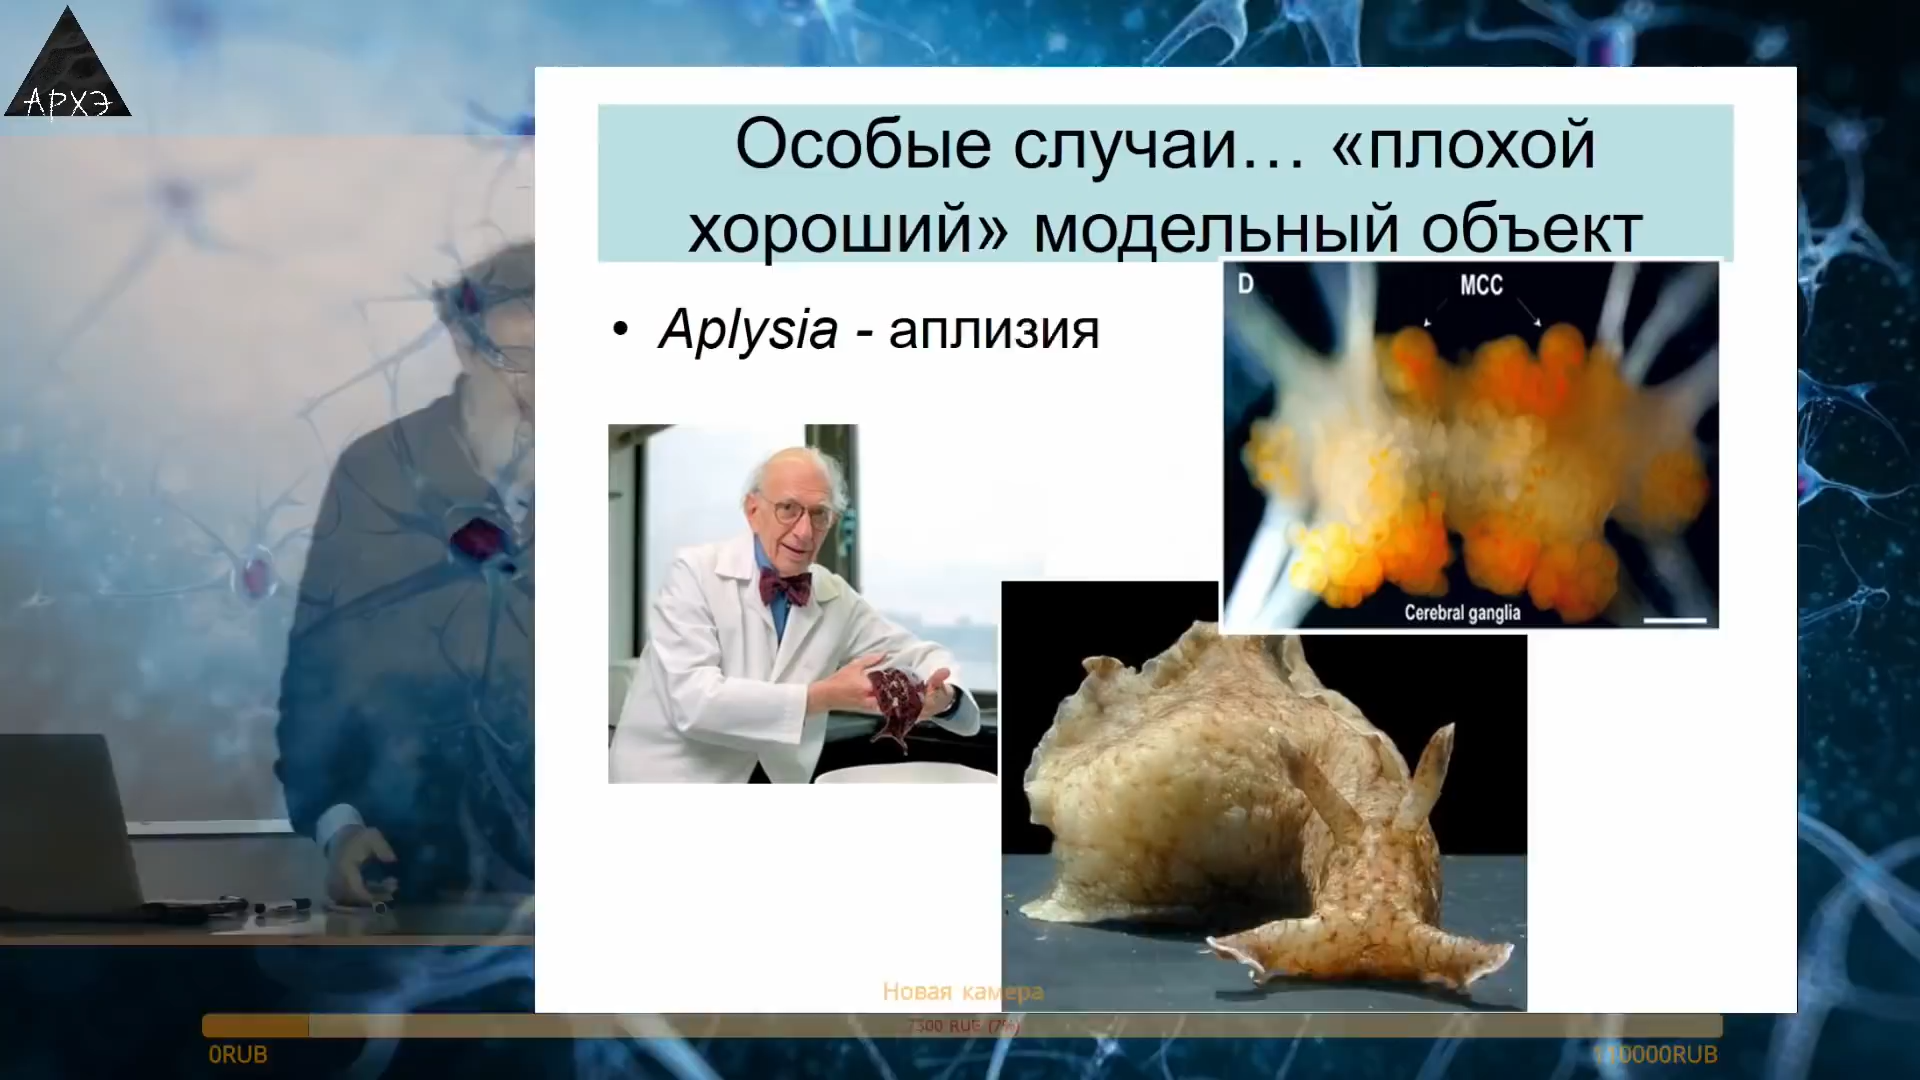 АРХЭ
Особые случаи... «плохой
хороший» модельный объект
• Aplysia - аплизия
D
MCC
Cerebral ganglia
Новая камера
7300 RUB (7%)
0RUB
110000RUB